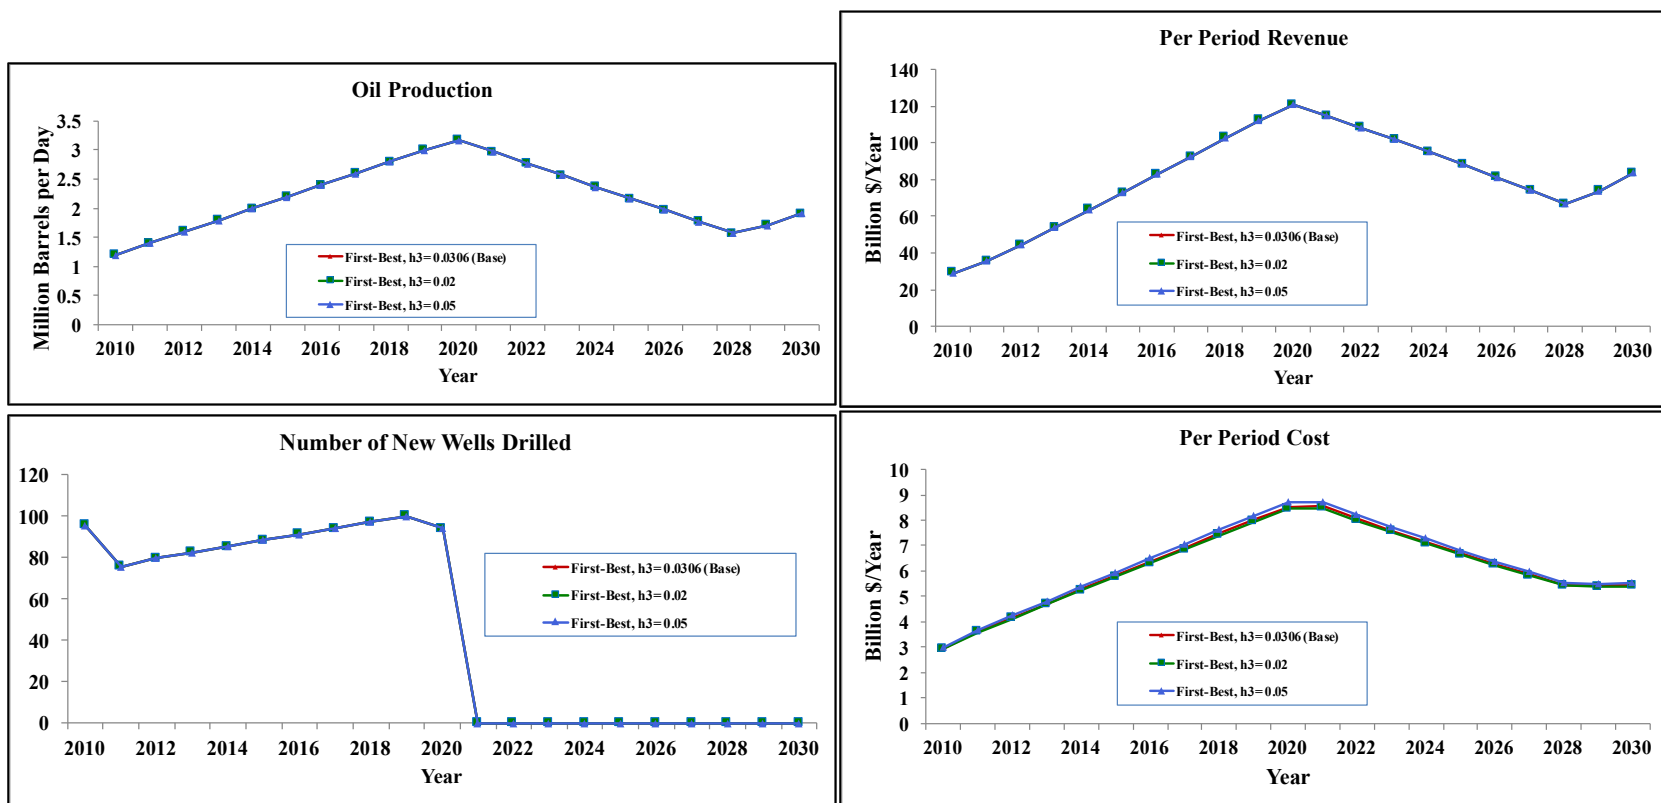 Oil Production
Million Barrels per Day
3.5
3
2.5
2
1.5
1
0.5
0
First-Best, h3= 0.0306 (Base)
First-Best, h3= 0.02
First-Best, h3= 0.05
2010 2012 2014 2016 2018 2020 2022 2024 2026 2028 2030
Year
Per Period Revenue
Billion $/Year
140
120
100
80
60
40
20
0
First-Best, h3= 0.0306 (Base)
First-Best, h3= 0.02
First-Best, h3= 0.05
2010 2012 2014 2016 2018 2020 2022 2024 2026 2028 2030
Year
Number of New Wells Drilled
120
100
80
60
40
20
0
First-Best, h3= 0.0306 (Base)
First-Best, h3= 0.02
First-Best, h3= 0.05
2010 2012 2014 2016 2018 2020 2022 2024 2026 2028 2030
Year
Per Period Cost
Billion $/Year
10
9
8
7
6
5
4
3
2
1
0
First-Best, h3= 0.0306 (Base)
First-Best, h3= 0.02
First-Best, h3= 0.05
2010 2012 2014 2016 2018 2020 2022 2024 2026 2028 2030
Year